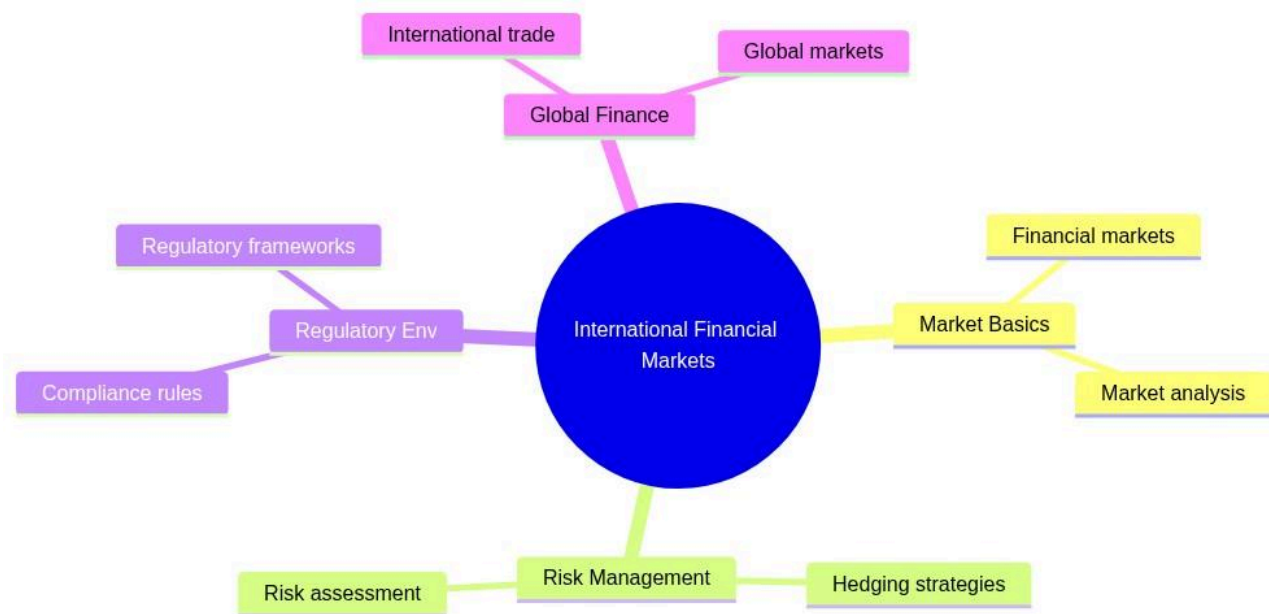 International trade
Global markets
Global Finance
Regulatory frameworks
Financial markets
Regulatory Env
International Financial
Markets
Market Basics
Compliance rules
Market analysis
Risk assessment
Risk Management
Hedging strategies